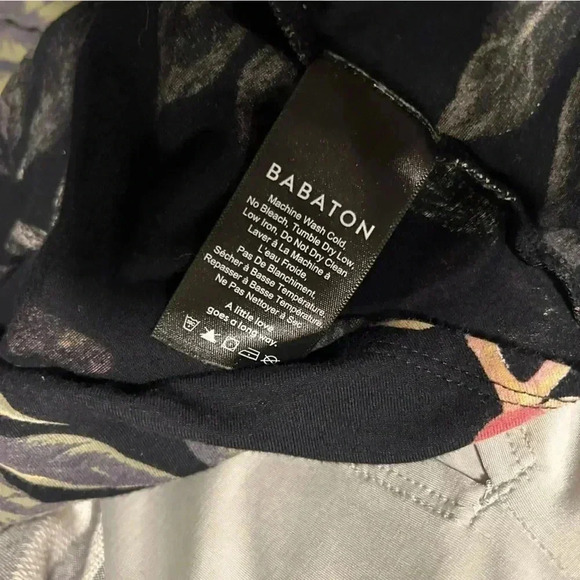 BABATON
Machine Wash Cold,
No Bleach, Tumble Dry Low,
Low Iron, Do Not Dry Clean
Laver à La Machine à
L'eau Froide,
Pas De Blanchiment,
Sécher à Basse Température,
Repasser à Basse Température,
Ne Pas Nettoyer à Sec
A little love
goes a long way.